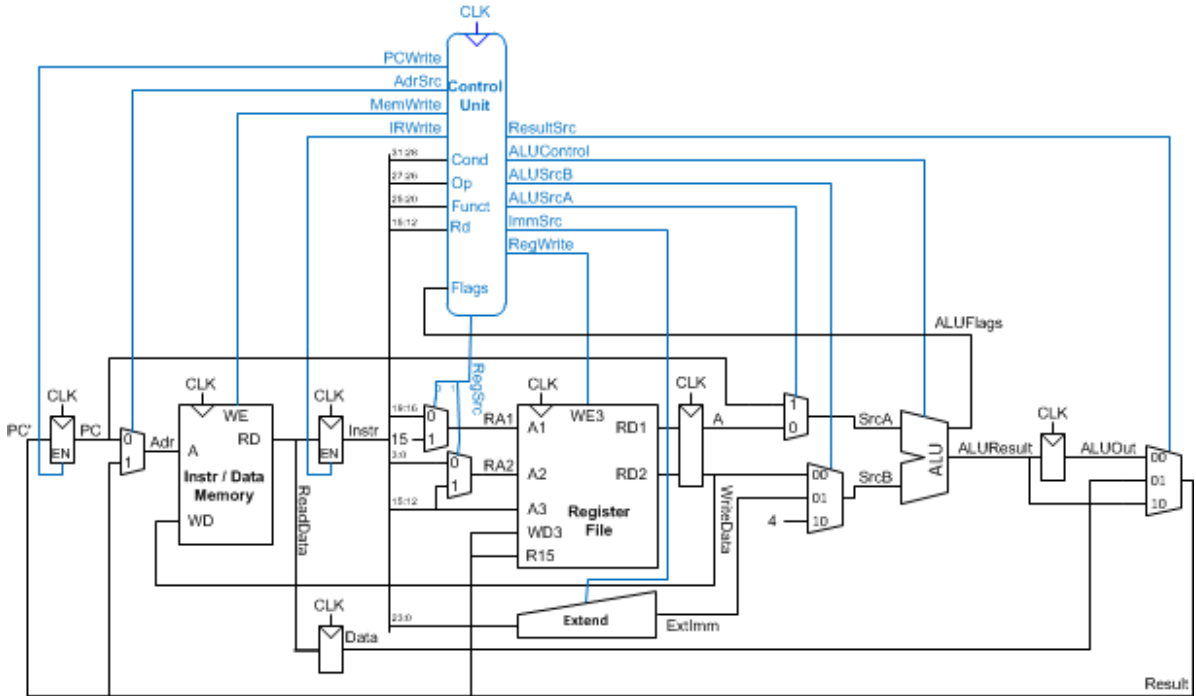 CLK
PCWrite
AdrSrc
MemWrite
IRWrite
Control
Unit
ResultSrc
ALUControl
ALUSrcB
ALUSrcA
ImmSrc
RegWrite
31:28
Cond
27:26
Op
25:20
Funct
15:12
Rd
Flags
ALUFlags
RegSrc
0 1
CLK
CLK
CLK
CLK
CLK
CLK
PC'
EN
PC
0
1
Adr
WE
A
RD
Instr / Data
Memory
WD
EN
Instr
ReadData
19:16
15
0
1
RA1
3:0
0
1
RA2
15:12
A1
A2
A3
WD3
R15
WE3
RD1
RD2
Register
File
A
WriteData
1
0
SrcA
00
01
10
4
SrcB
ALU
ALUResult
ALUOut
00
01
10
23:0
Extend
ExtImm
CLK
Data
Result